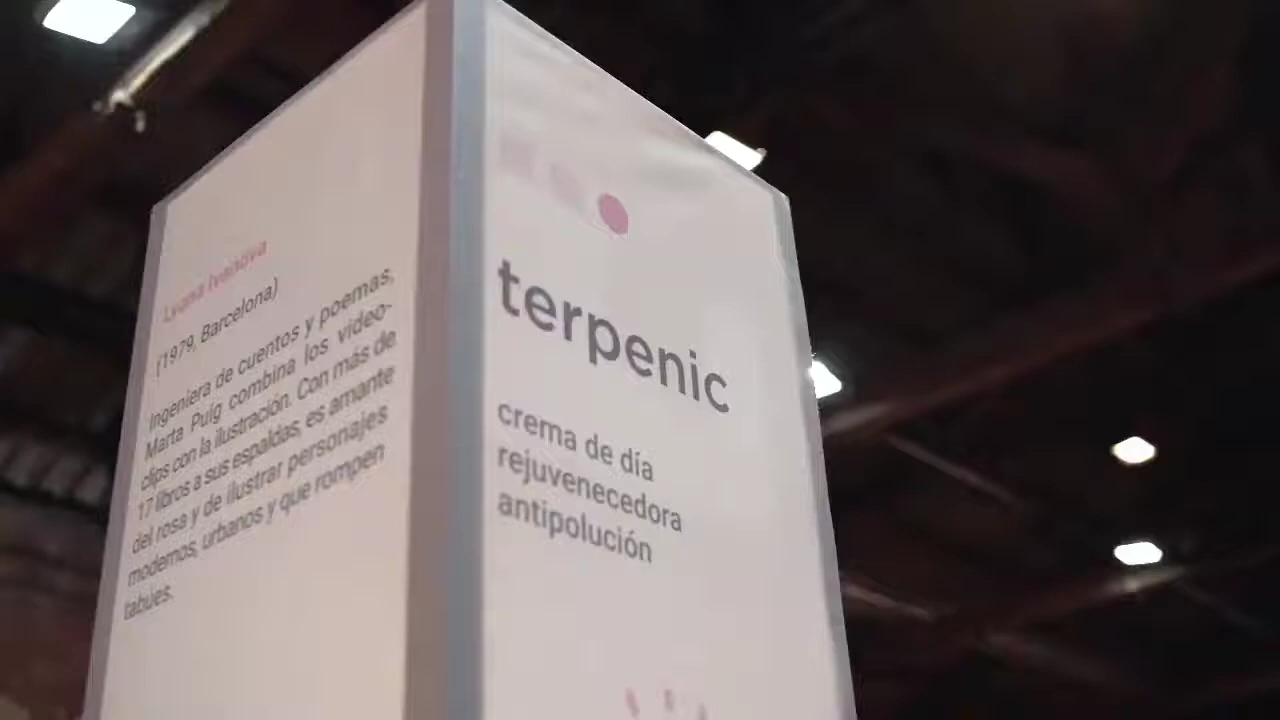 Lyona Ivanova
(1979, Barcelona)
Ingeniera de cuentos y poemas,
Marta Puig combina los video-
clips con la ilustración. Con más de
17 libros a sus espaldas, es amante
del rosa y de ilustrar personajes
modernos, urbanos y que rompen
tabúes.
terpenic
crema de día
rejuvenecedora
antipolución